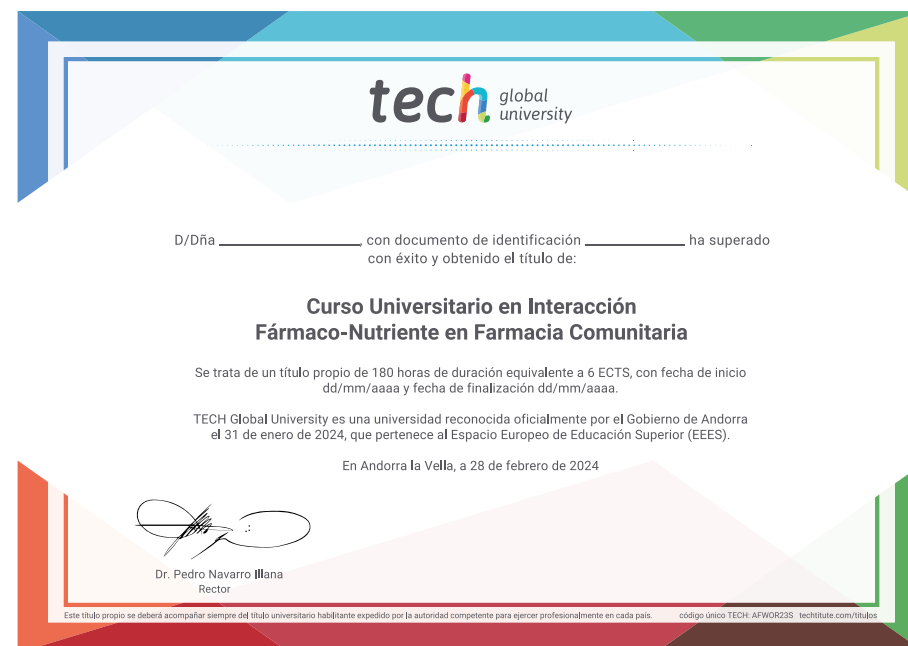 tech global university
D/Dña ____________________, con documento de identificación ______________ ha superado
con éxito y obtenido el título de:
Curso Universitario en Interacción
Fármaco-Nutriente en Farmacia Comunitaria
Se trata de un título propio de 180 horas de duración equivalente a 6 ECTS, con fecha de inicio
dd/mm/aaaa y fecha de finalización dd/mm/aaaa.
TECH Global University es una universidad reconocida oficialmente por el Gobierno de Andorra
el 31 de enero de 2024, que pertenece al Espacio Europeo de Educación Superior (EEES).
En Andorra la Vella, a 28 de febrero de 2024
Dr. Pedro Navarro Illana
Rector
Este título propio se deberá acompañar siempre del título universitario habilitante expedido por la autoridad competente para ejercer profesionalmente en cada país. código único TECH: AFWOR23S techtitute.com/titulos